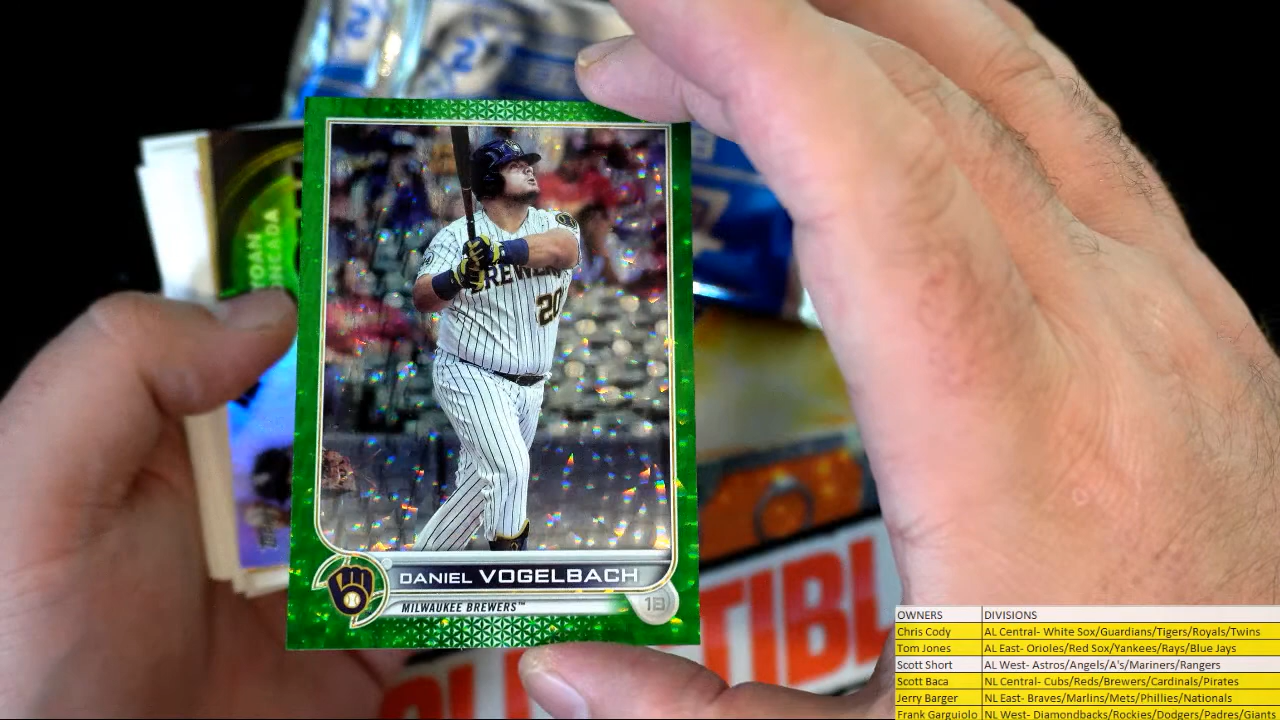 YOAN
BREWERS
20
DANIEL VOGELBACH
MILWAUKEE BREWERS™
1B
TIBL
OWNERS DIVISIONS
Chris Cody AL Central- White Sox/Guardians/Tigers/Royals/Twins
Tom Jones AL East- Orioles/Red Sox/Yankees/Rays/Blue Jays
Scott Short AL West- Astros/Angels/A's/Mariners/Rangers
Scott Baca NL Central- Cubs/Reds/Brewers/Cardinals/Pirates
Jerry Barger NL East- Braves/Marlins/Mets/Phillies/Nationals
Frank Garguiolo NL West- Diamondbacks/Rockies/Dodgers/Padres/Giants